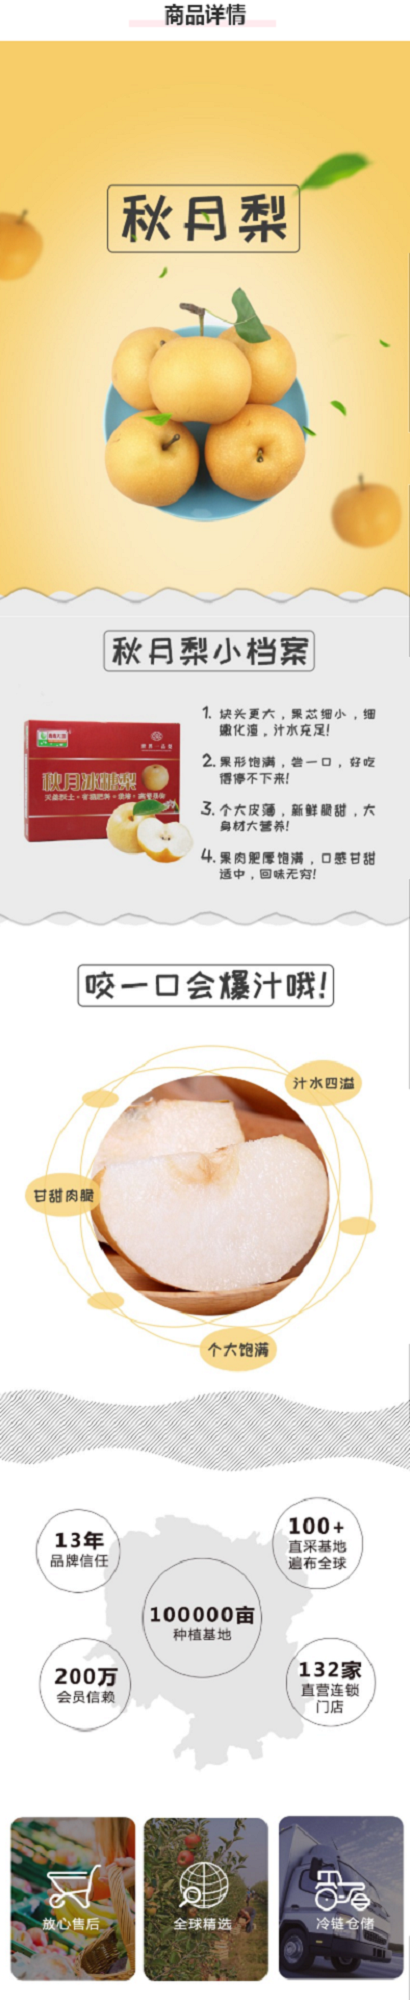 商品详情
秋月梨
秋月梨小档案
秋月冰糖梨
1. 块头更大，果芯细小，细
嫩化渣，汁水充足!
2. 果形饱满，尝一口，好吃
得停不下来!
3. 个大皮薄，新鲜脆甜，大
身材大营养!
4. 果肉肥厚饱满，口感甘甜
适中，回味无穷!
咬一口会爆汁哦!
汁水四溢
甘甜肉脆
个大饱满
13年
品牌信任
100+
直采基地
遍布全球
100000亩
种植基地
200万
会员信赖
132家
直营连锁
门店
放心售后
全球精选
冷链仓储